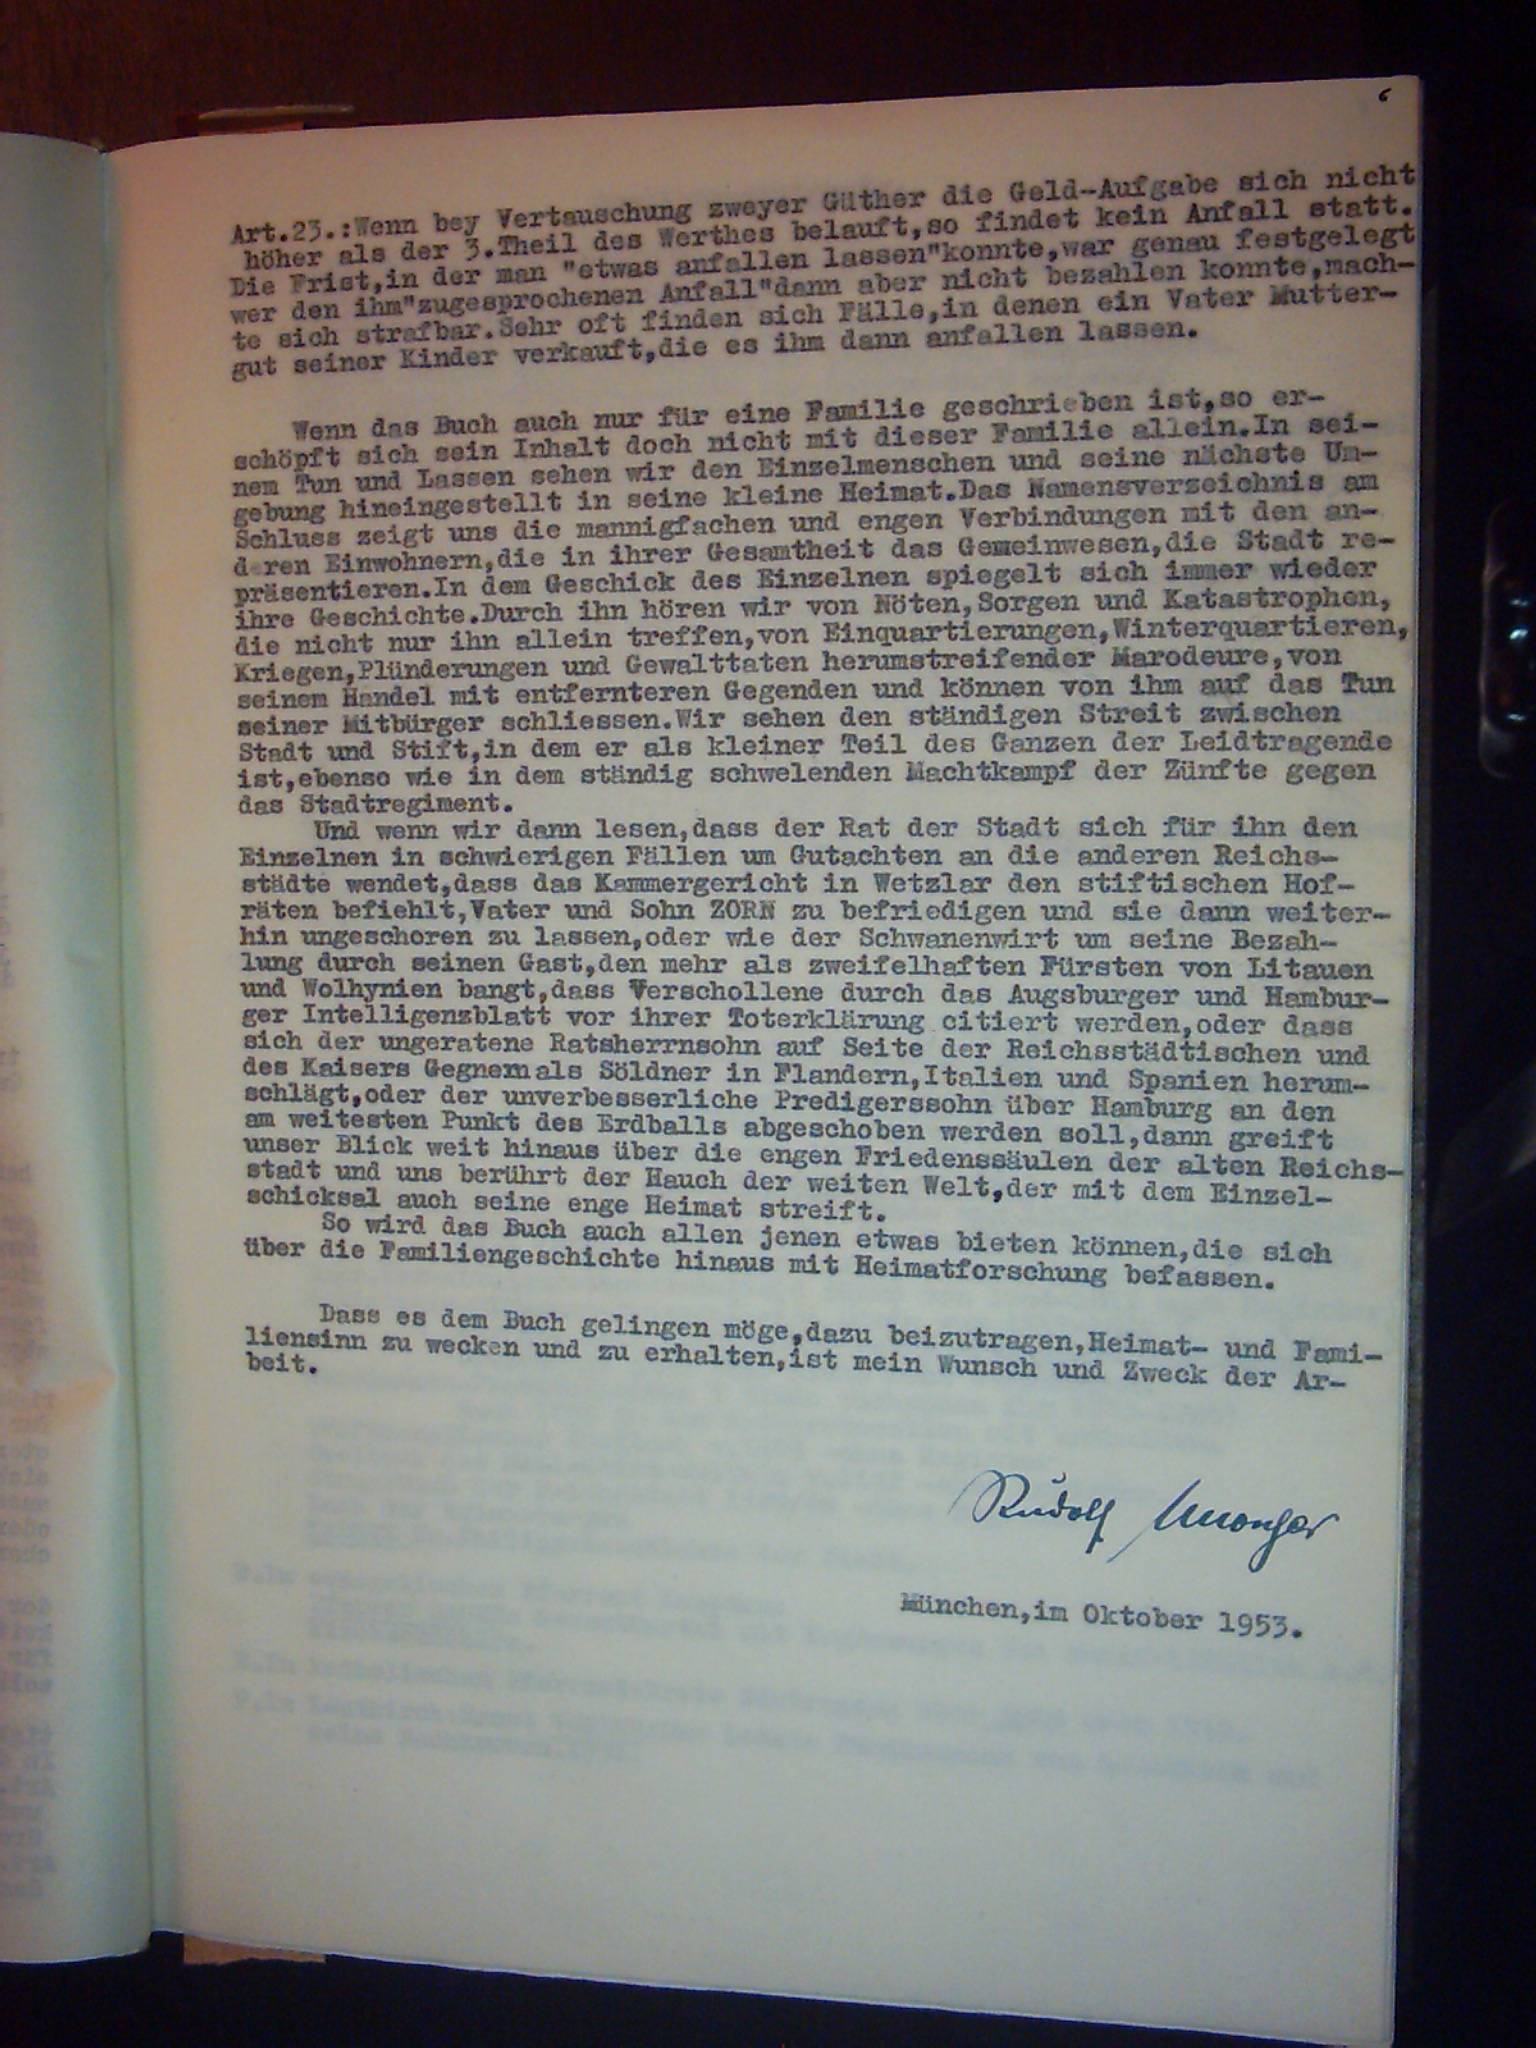 6
Art.23.:Wenn bey Vertauschung zweyer Güther die Geld-Aufgabe sich nicht
höher als der 3.Theil des Werthes belauft,so findet kein Anfall statt.
Die Frist,in der man "etwas anfallen lassen"konnte,war genau festgelegt
wer den ihm"zugesprochenen Anfall"dann aber nicht bezahlen konnte,mach-
te sich strafbar.Sehr oft finden sich Fälle,in denen ein Vater Mutter-
gut seiner Kinder verkauft,die es ihm dann anfallen lassen.
Wenn das Buch auch nur für eine Familie geschrieben ist,so er-
schöpft sich sein Inhalt doch nicht mit dieser Familie allein.In sei-
nem Tun und Lassen sehen wir den Einzelmenschen und seine nächste Um-
gebung hineingestellt in seine kleine Heimat.Das Namensverzeichnis am
Schluss zeigt uns die mannigfachen und engen Verbindungen mit den an-
deren Einwohnern,die in ihrer Gesamtheit das Gemeinwesen,die Stadt re-
präsentieren.In dem Geschick des Einzelnen spiegelt sich immer wieder
ihre Geschichte.Durch ihn hören wir von Nöten,Sorgen und Katastrophen,
die nicht nur ihn allein treffen,von Einquartierungen,Winterquartieren,
Kriegen,Plünderungen und Gewalttaten herumstreifender Marodeure,von
seinem Handel mit entfernteren Gegenden und können von ihm auf das Tun
seiner Mitbürger schliessen.Wir sehen den ständigen Streit zwischen
Stadt und Stift,in dem er als kleiner Teil des Ganzen der Leidtragende
ist,ebenso wie in dem ständig schwelenden Machtkampf der Zünfte gegen
das Stadtregiment.
Und wenn wir dann lesen,dass der Rat der Stadt sich für ihn den
Einzelnen in schwierigen Fällen um Gutachten an die anderen Reichs-
städte wendet,dass das Kammergericht in Wetzlar den stiftischen Hof-
räten befiehlt,Vater und Sohn ZORN zu befriedigen und sie dann weiter-
hin ungeschoren zu lassen,oder wie der Schwanenwirt um seine Bezah-
lung durch seinen Gast,den mehr als zweifelhaften Fürsten von Litauen
und Wolhynien bangt,dass Verschollene durch das Augsburger und Hambur-
ger Intelligenzblatt vor ihrer Toterklärung citiert werden,oder dass
sich der ungeratene Ratsherrnsohn auf Seite der Reichsstädtischen und
des Kaisers Gegnern als Söldner in Flandern,Italien und Spanien herum-
schlägt,oder der unverbesserliche Predigerssohn über Hamburg an den
am weitesten Punkt des Erdballs abgeschoben werden soll,dann greift
unser Blick weit hinaus über die engen Friedenssäulen der alten Reichs-
stadt und uns berührt der Hauch der weiten Welt,der mit dem Einzel-
schicksal auch seine enge Heimat streift.
So wird das Buch auch allen jenen etwas bieten können,die sich
über die Familiengeschichte hinaus mit Heimatforschung befassen.
Dass es dem Buch gelingen möge,dazu beizutragen,Heimat- und Fami-
liensinn zu wecken und zu erhalten,ist mein Wunsch und Zweck der Ar-
beit.
Rudolf
München,im Oktober 1953.